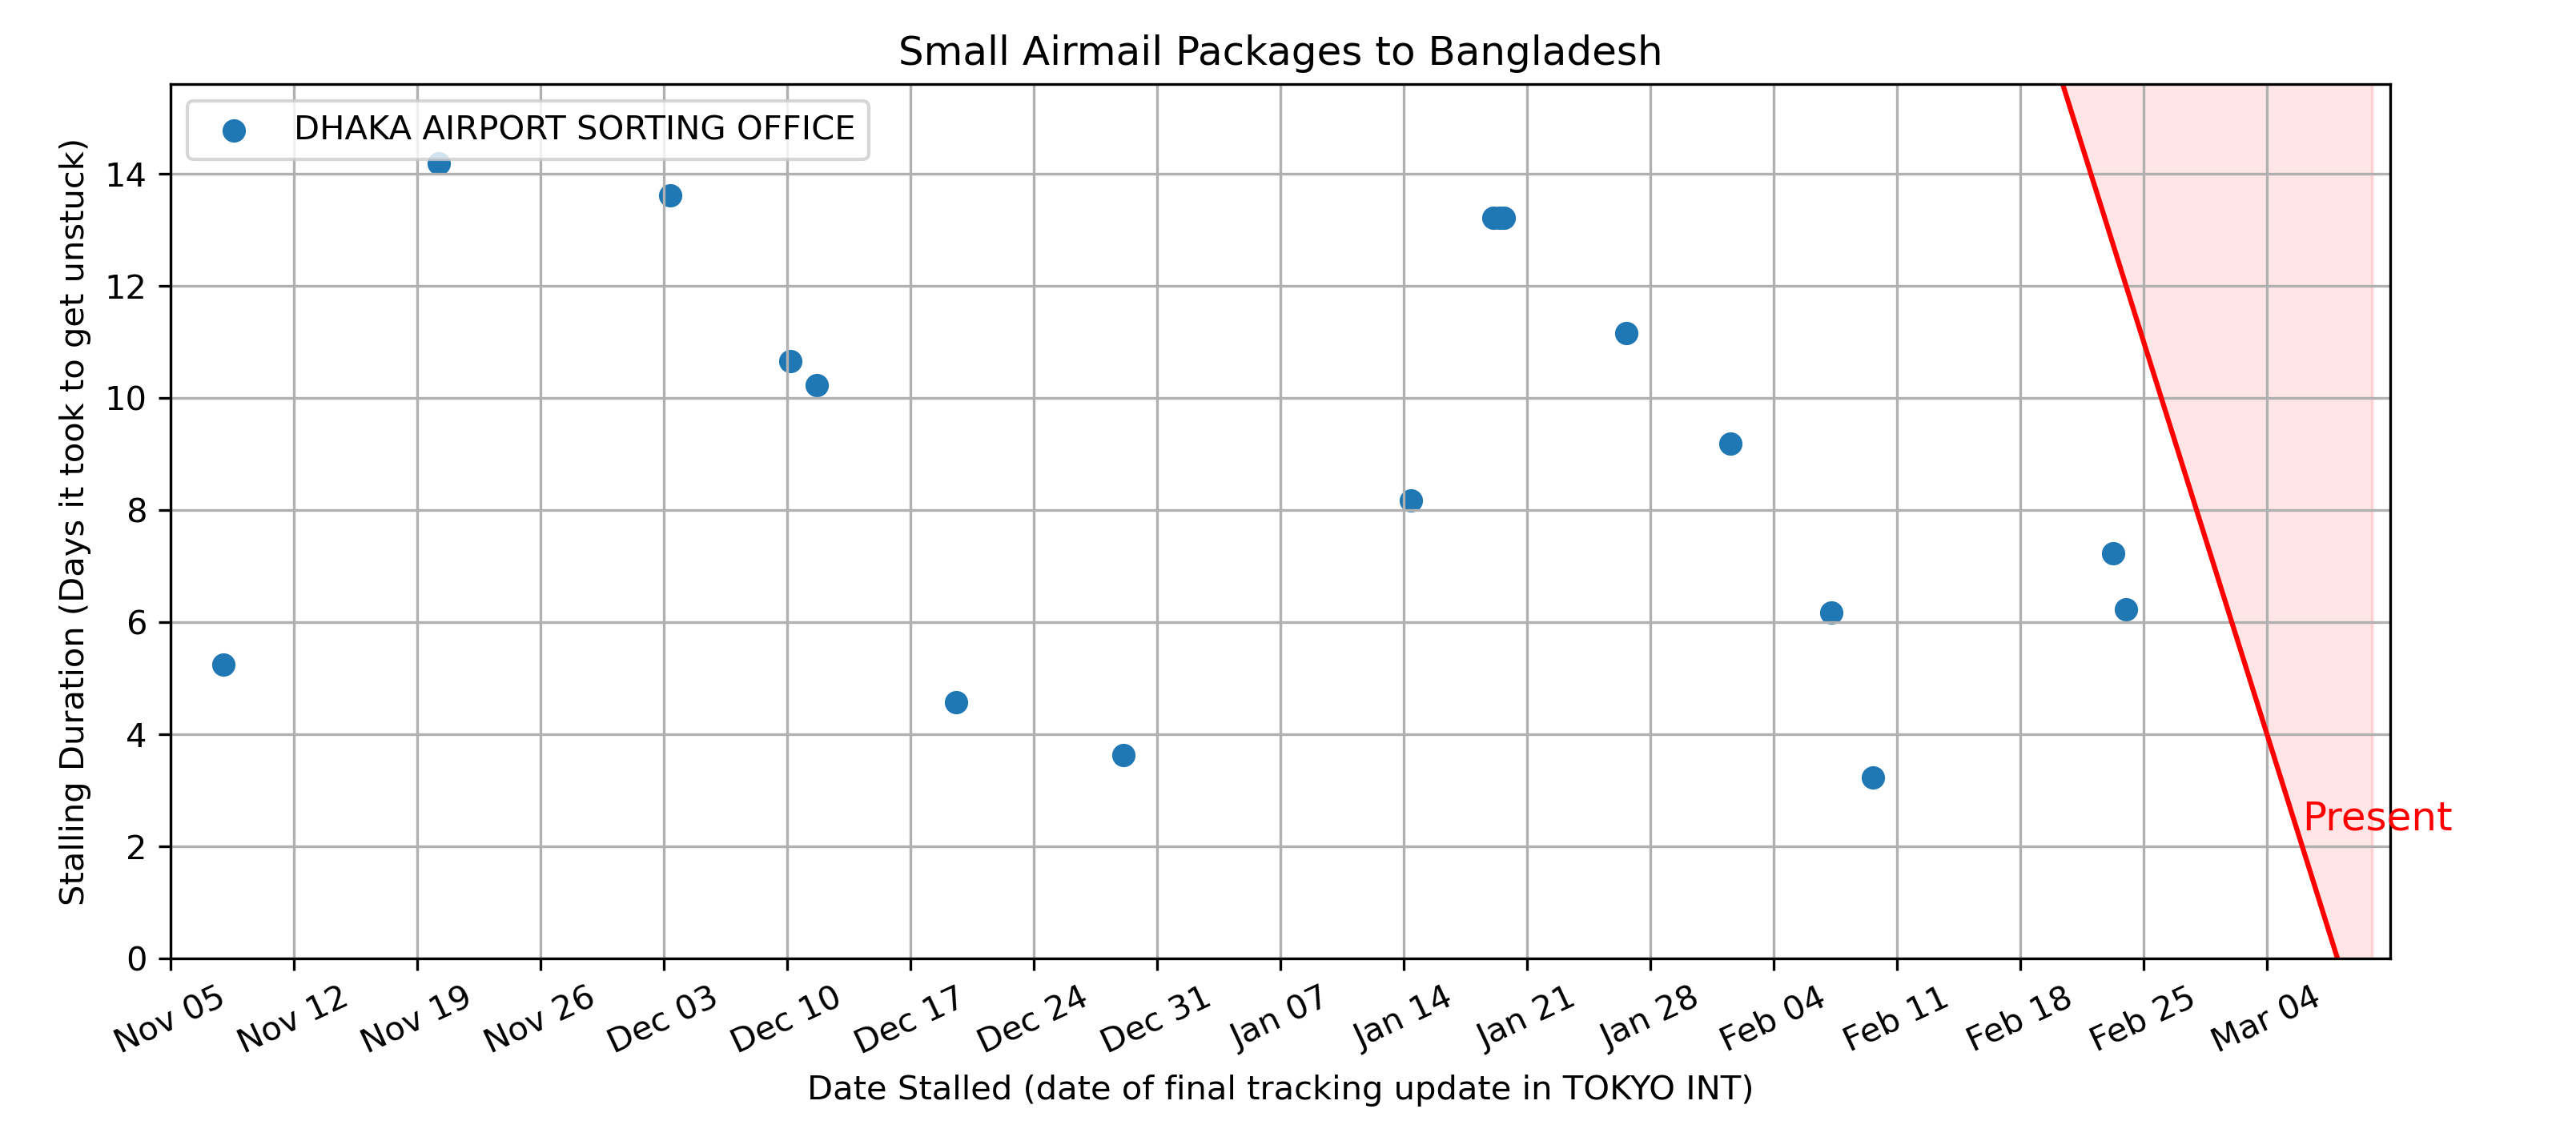 Small Airmail Packages to Bangladesh
DHAKA AIRPORT SORTING OFFICE
Stalling Duration (Days it took to get unstuck)
14
12
10
8
6
4
2
0
Present
Nov 05
Nov 12
Nov 19
Nov 26
Dec 03
Dec 10
Dec 17
Dec 24
Dec 31
Jan 07
Jan 14
Jan 21
Jan 28
Feb 04
Feb 11
Feb 18
Feb 25
Mar 04
Date Stalled (date of final tracking update in TOKYO INT)